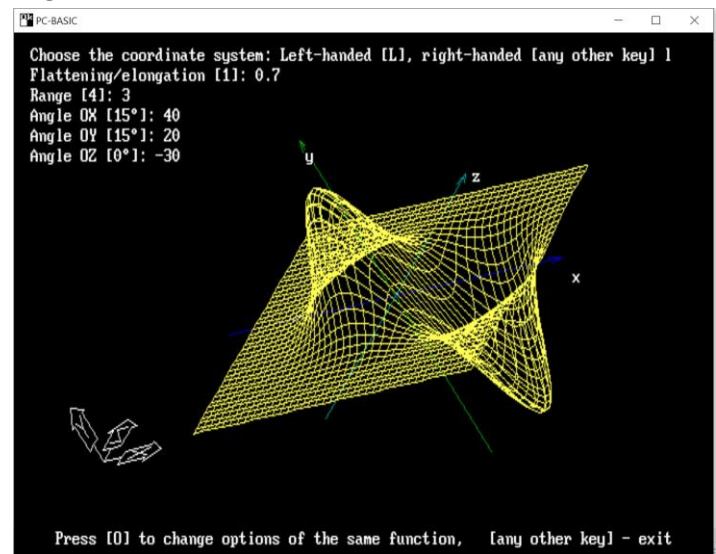 PC-BASIC
Choose the coordinate system: Left-handed [L], right-handed [any other key] l
Flattening/elongation [1]: 0.7
Range [4]: 3
Angle OX [15°]: 40
Angle OY [15°]: 20
Angle OZ [0°]: -30
y
z
x
Press [O] to change options of the same function, [any other key] - exit